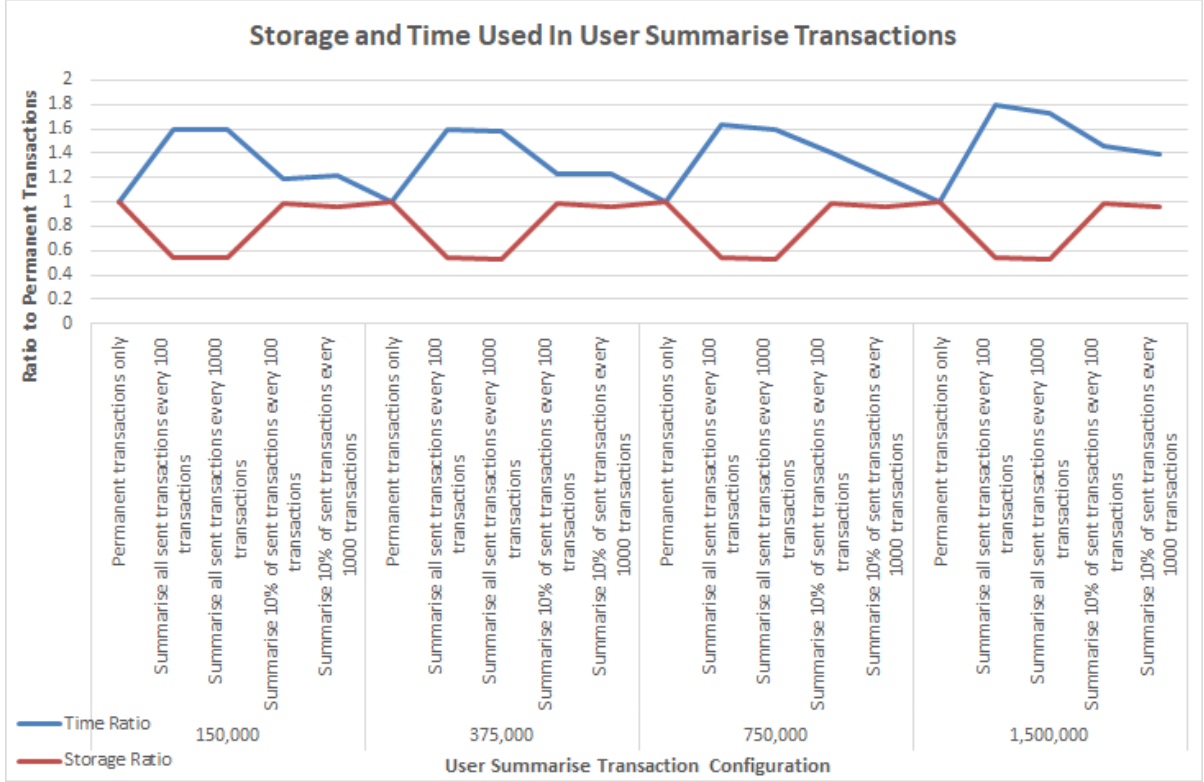 Storage and Time Used In User Summarise Transactions
Ratio to Permanent Transactions
2
1.8
1.6
1.4
1.2
1
0.8
0.6
0.4
0.2
0
Permanent transactions only
Summarise all sent transactions every 100
transactions
Summarise all sent transactions every 1000
transactions
Summarise 10% of sent transactions every 100
transactions
Summarise 10% of sent transactions every
1000 transactions
Permanent transactions only
Summarise all sent transactions every 100
transactions
Summarise all sent transactions every 1000
transactions
Summarise 10% of sent transactions every 100
transactions
Summarise 10% of sent transactions every
1000 transactions
Permanent transactions only
Summarise all sent transactions every 100
transactions
Summarise all sent transactions every 1000
transactions
Summarise 10% of sent transactions every 100
transactions
Summarise 10% of sent transactions every
1000 transactions
Permanent transactions only
Summarise all sent transactions every 100
transactions
Summarise all sent transactions every 1000
transactions
Summarise 10% of sent transactions every 100
transactions
Summarise 10% of sent transactions every
1000 transactions
Time Ratio
Storage Ratio
150,000
375,000
750,000
1,500,000
User Summarise Transaction Configuration